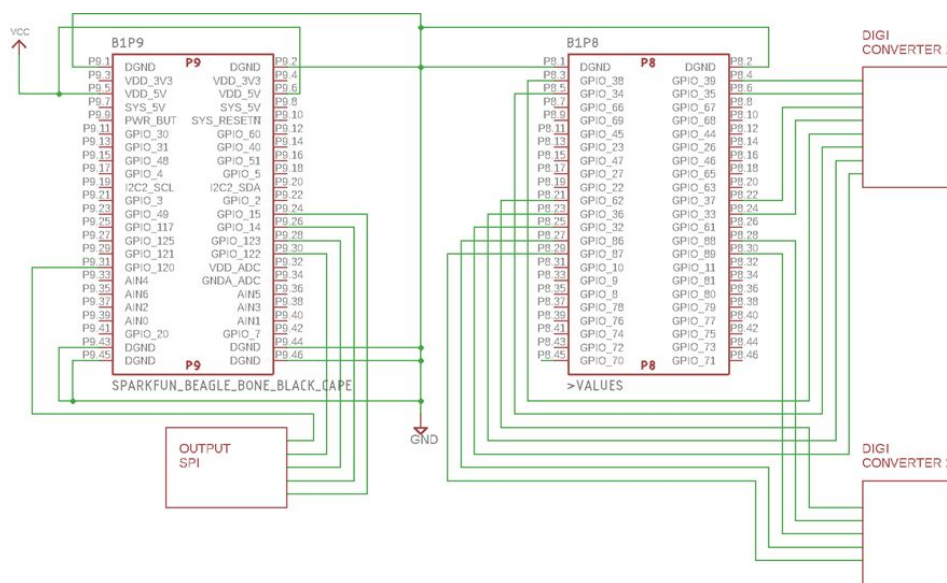 VCC
B1P9
P9
P9.1 DGND DGND P9.2
P9.3 VDD_3V3 VDD_3V3 P9.4
P9.5 VDD_5V VDD_5V P9.6
P9.7 SYS_5V SYS_5V P9.8
P9.9 PWR_BUT SYS_RESETN P9.10
P9.11 GPIO_30 GPIO_60 P9.12
P9.13 GPIO_31 GPIO_40 P9.14
P9.15 GPIO_48 GPIO_51 P9.16
P9.17 GPIO_4 GPIO_5 P9.18
P9.19 I2C2_SCL I2C2_SDA P9.20
P9.21 GPIO_3 GPIO_2 P9.22
P9.23 GPIO_49 GPIO_15 P9.24
P9.25 GPIO_117 GPIO_14 P9.26
P9.27 GPIO_125 GPIO_123 P9.28
P9.29 GPIO_121 GPIO_122 P9.30
P9.31 GPIO_120 VDD_ADC P9.32
P9.33 AIN4 GNDA_ADC P9.34
P9.35 AIN6 AIN5 P9.36
P9.37 AIN2 AIN3 P9.38
P9.39 AIN0 AIN1 P9.40
P9.41 GPIO_20 GPIO_7 P9.42
P9.43 DGND DGND P9.44
P9.45 DGND DGND P9.46
P9
SPARKFUN_BEAGLE_BONE_BLACK_CAPE
OUTPUT
SPI
GND
B1P8
P8
P8.1 DGND DGND P8.2
P8.3 GPIO_38 GPIO_39 P8.4
P8.5 GPIO_34 GPIO_35 P8.6
P8.7 GPIO_66 GPIO_67 P8.8
P8.9 GPIO_69 GPIO_68 P8.10
P8.11 GPIO_45 GPIO_44 P8.12
P8.13 GPIO_23 GPIO_26 P8.14
P8.15 GPIO_47 GPIO_46 P8.16
P8.17 GPIO_27 GPIO_65 P8.18
P8.19 GPIO_22 GPIO_63 P8.20
P8.21 GPIO_62 GPIO_37 P8.22
P8.23 GPIO_36 GPIO_33 P8.24
P8.25 GPIO_32 GPIO_61 P8.26
P8.27 GPIO_86 GPIO_88 P8.28
P8.29 GPIO_87 GPIO_89 P8.30
P8.31 GPIO_10 GPIO_11 P8.32
P8.33 GPIO_9 GPIO_81 P8.34
P8.35 GPIO_8 GPIO_80 P8.36
P8.37 GPIO_78 GPIO_79 P8.38
P8.39 GPIO_76 GPIO_77 P8.40
P8.41 GPIO_74 GPIO_75 P8.42
P8.43 GPIO_72 GPIO_73 P8.44
P8.45 GPIO_70 GPIO_71 P8.46
P8
>VALUES
DIGI
CONVERTER
DIGI
CONVERTER